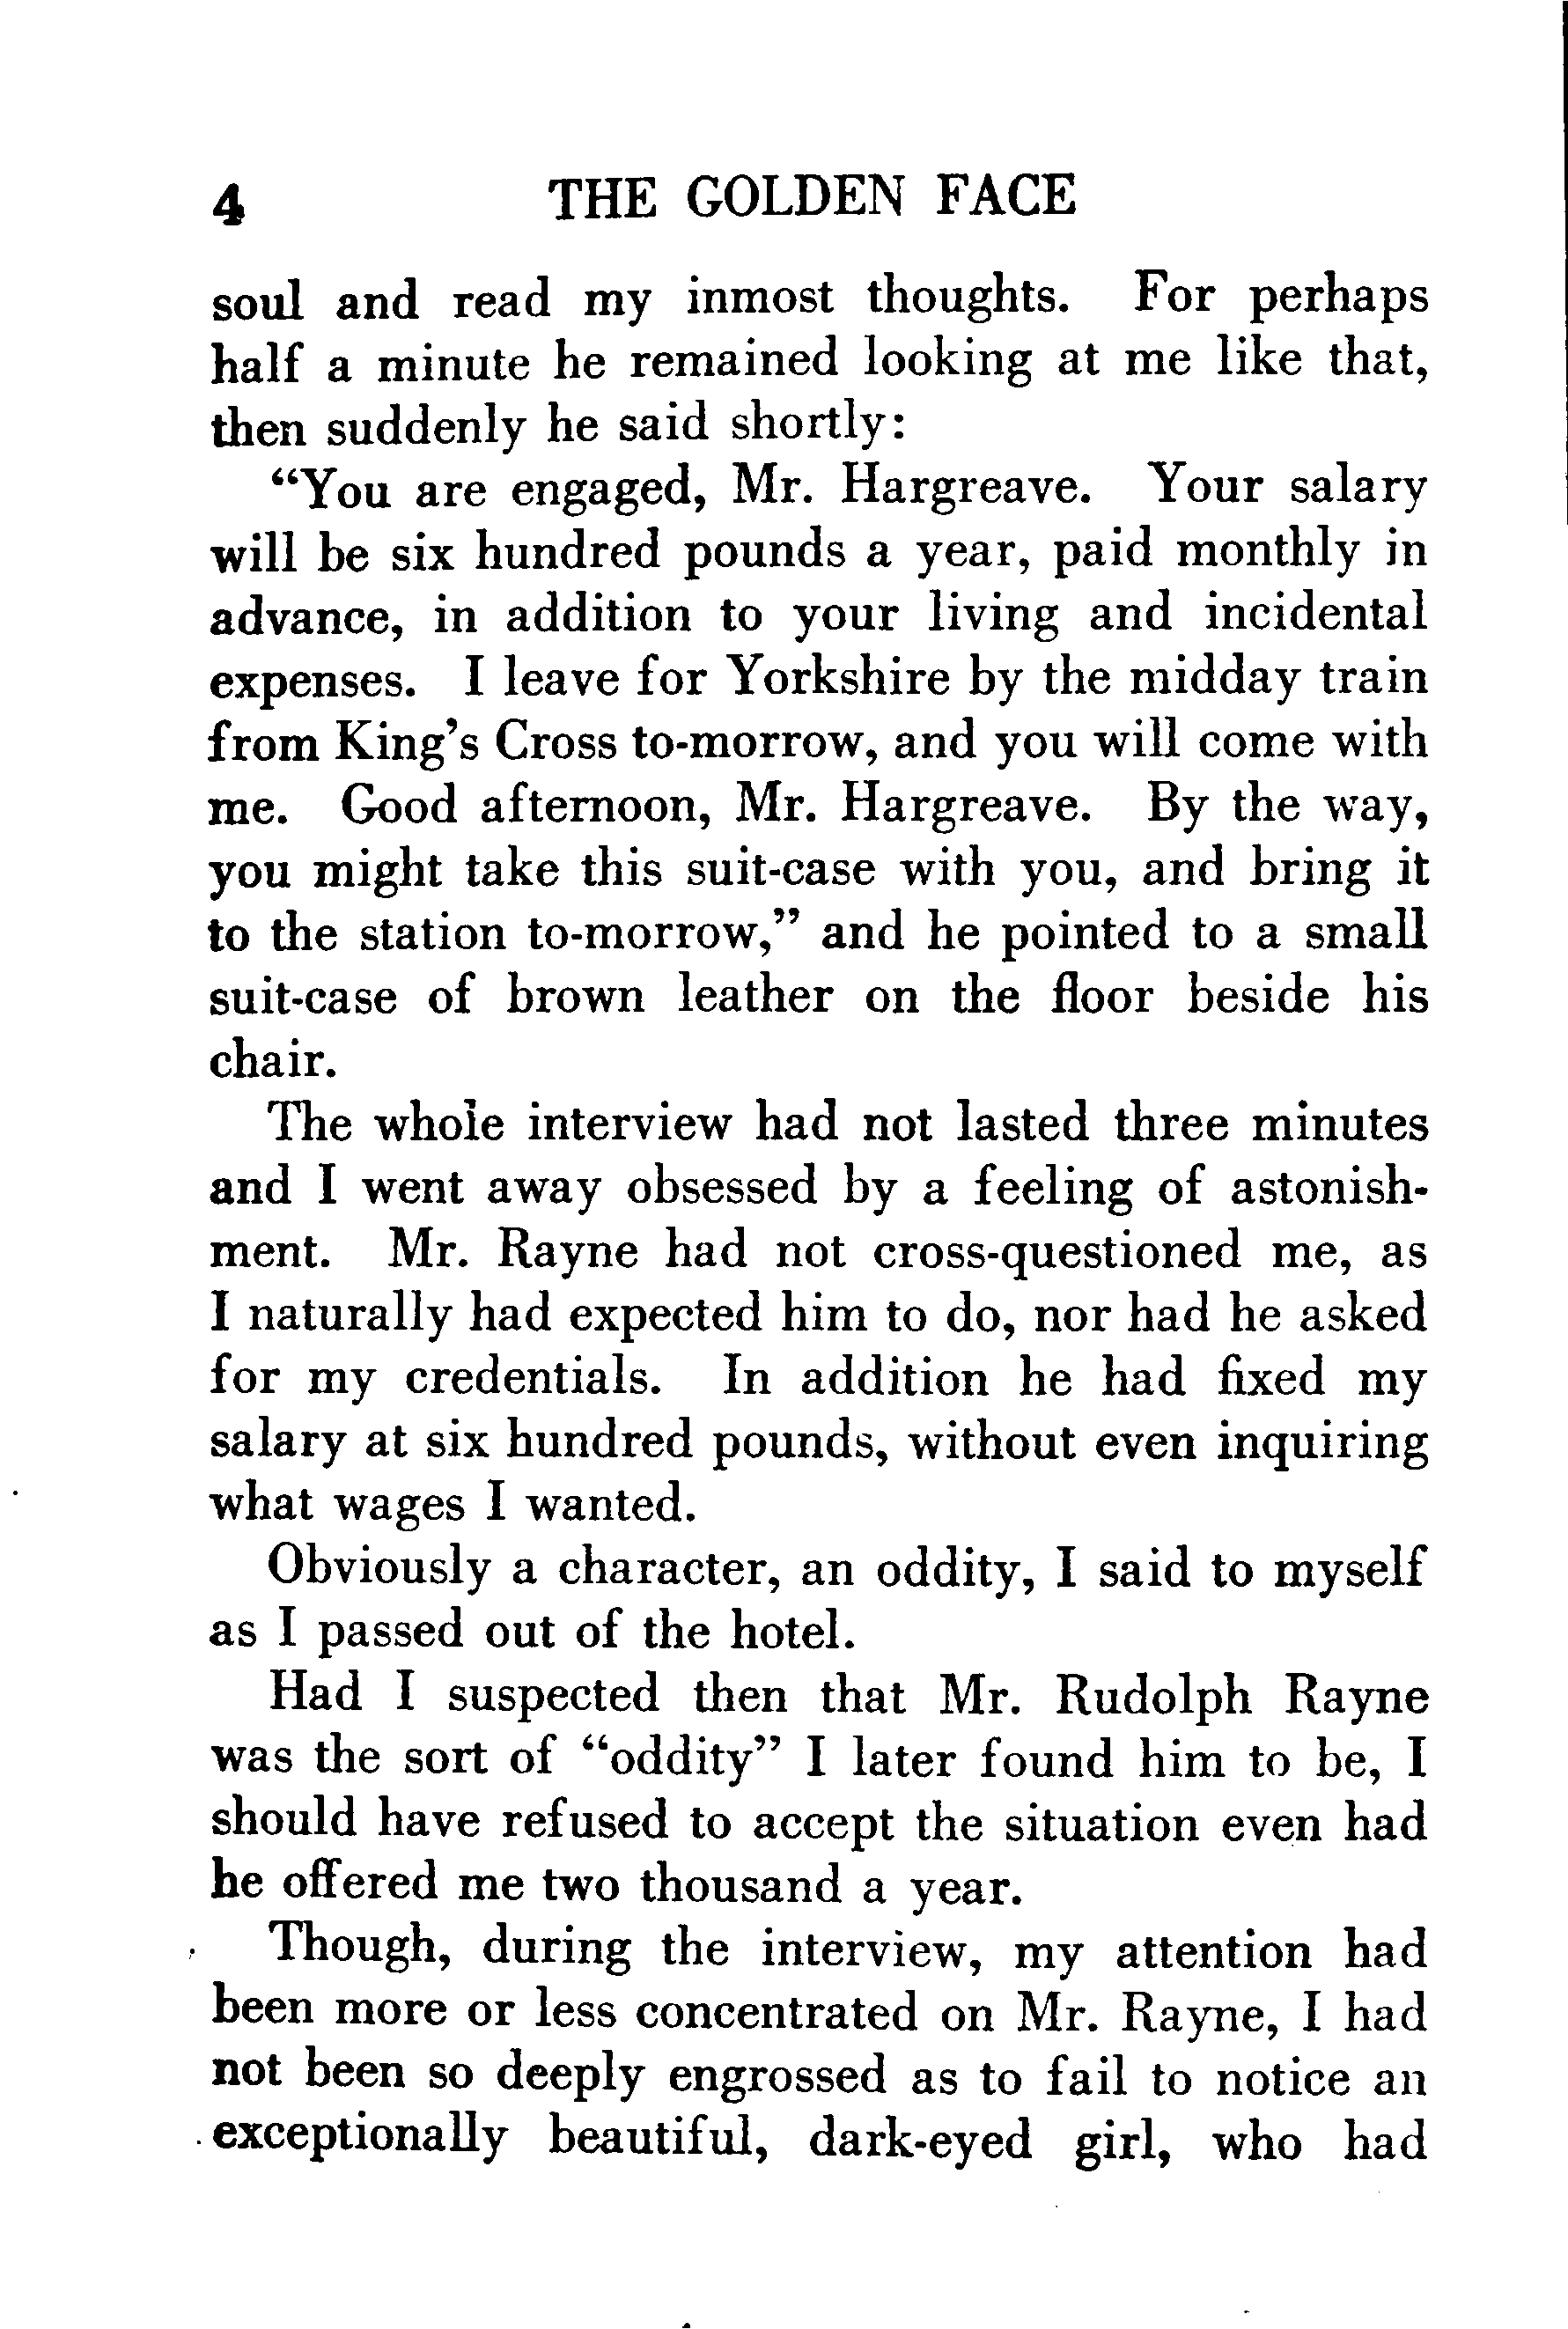 4 THE GOLDEN FACE
soul and read my inmost thoughts. For perhaps
half a minute he remained looking at me like that,
then suddenly he said shortly:
“You are engaged, Mr. Hargreave. Your salary
will be six hundred pounds a year, paid monthly in
advance, in addition to your living and incidental
expenses. I leave for Yorkshire by the midday train
from King’s Cross to-morrow, and you will come with
me. Good afternoon, Mr. Hargreave. By the way,
you might take this suit-case with you, and bring it
to the station to-morrow,” and he pointed to a small
suit-case of brown leather on the floor beside his
chair.
The whole interview had not lasted three minutes
and I went away obsessed by a feeling of astonish-
ment. Mr. Rayne had not cross-questioned me, as
I naturally had expected him to do, nor had he asked
for my credentials. In addition he had fixed my
salary at six hundred pounds, without even inquiring
what wages I wanted.
Obviously a character, an oddity, I said to myself
as I passed out of the hotel.
Had I suspected then that Mr. Rudolph Rayne
was the sort of “oddity” I later found him to be, I
should have refused to accept the situation even had
he offered me two thousand a year.
Though, during the interview, my attention had
been more or less concentrated on Mr. Rayne, I had
not been so deeply engrossed as to fail to notice an
exceptionally beautiful, dark-eyed girl, who had